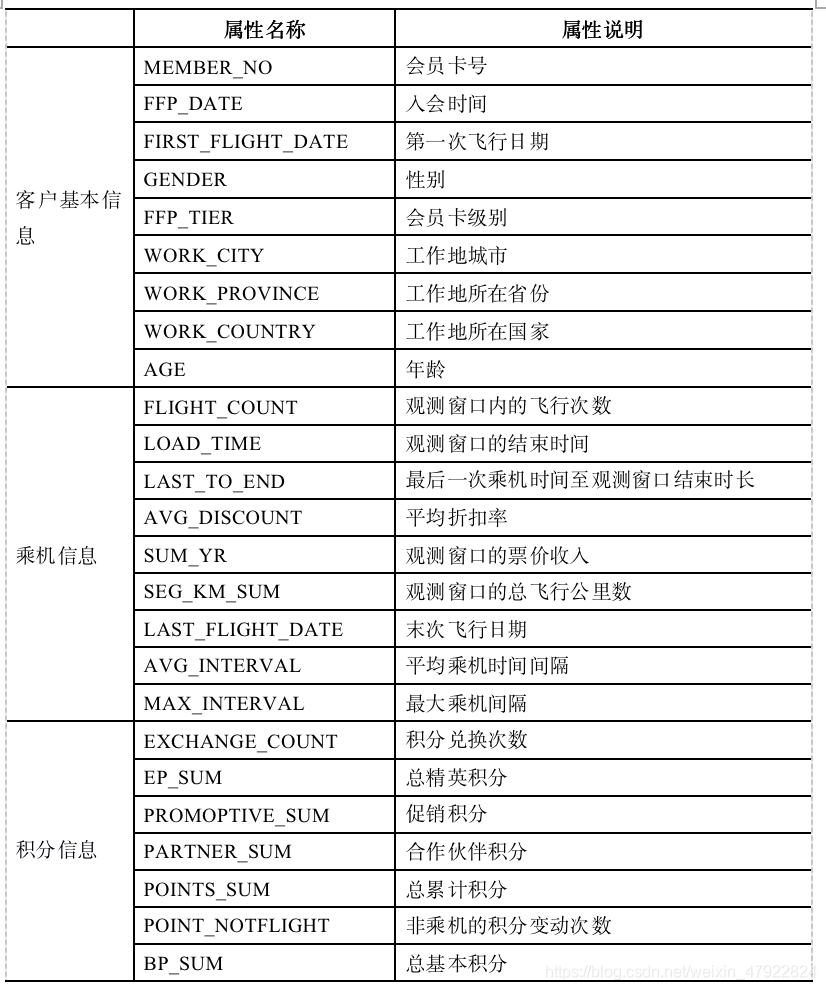 属性名称 属性说明
客户基本信
息
MEMBER_NO 会员卡号
FFP_DATE 入会时间
FIRST_FLIGHT_DATE 第一次飞行日期
GENDER 性别
FFP_TIER 会员卡级别
WORK_CITY 工作地城市
WORK_PROVINCE 工作地所在省份
WORK_COUNTRY 工作地所在国家
AGE 年龄
乘机信息
FLIGHT_COUNT 观测窗口内的飞行次数
LOAD_TIME 观测窗口的结束时间
LAST_TO_END 最后一次乘机时间至观测窗口结束时长
AVG_DISCOUNT 平均折扣率
SUM_YR 观测窗口的票价收入
SEG_KM_SUM 观测窗口的总飞行公里数
LAST_FLIGHT_DATE 末次飞行日期
AVG_INTERVAL 平均乘机时间间隔
MAX_INTERVAL 最大乘机间隔
积分信息
EXCHANGE_COUNT 积分兑换次数
EP_SUM 总精英积分
PROMOPTIVE_SUM 促销积分
PARTNER_SUM 合作伙伴积分
POINTS_SUM 总累计积分
POINT_NOTFLIGHT 非乘机的积分变动次数
BP_SUM 总基本积分
https://blog.csdn.net/weixin_47922824